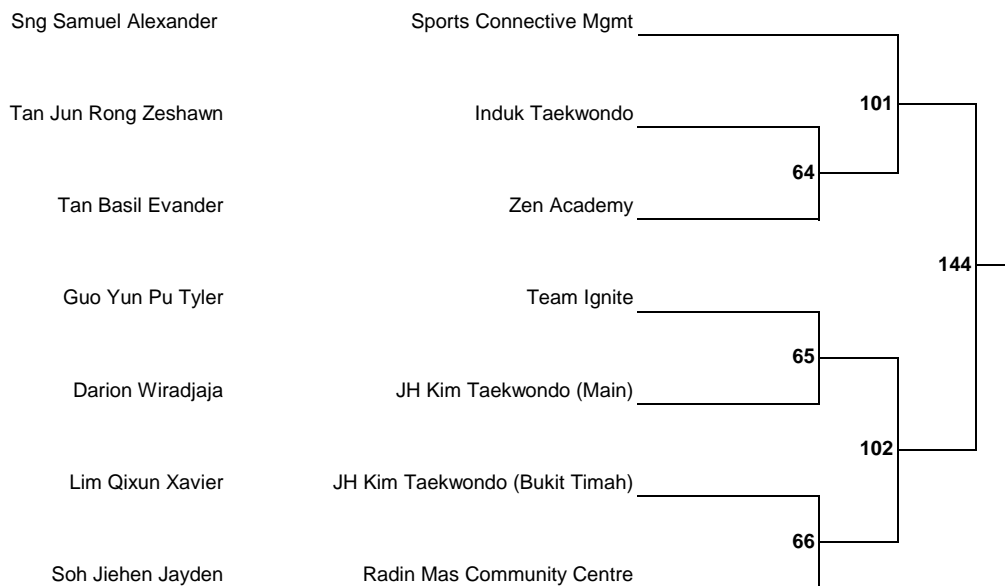 Sng Samuel Alexander Sports Connective Mgmt
101
Tan Jun Rong Zeshawn Induk Taekwondo
64
Tan Basil Evander Zen Academy
144
Guo Yun Pu Tyler Team Ignite
65
Darion Wiradjaja JH Kim Taekwondo (Main)
102
Lim Qixun Xavier JH Kim Taekwondo (Bukit Timah)
66
Soh Jiehen Jayden Radin Mas Community Centre